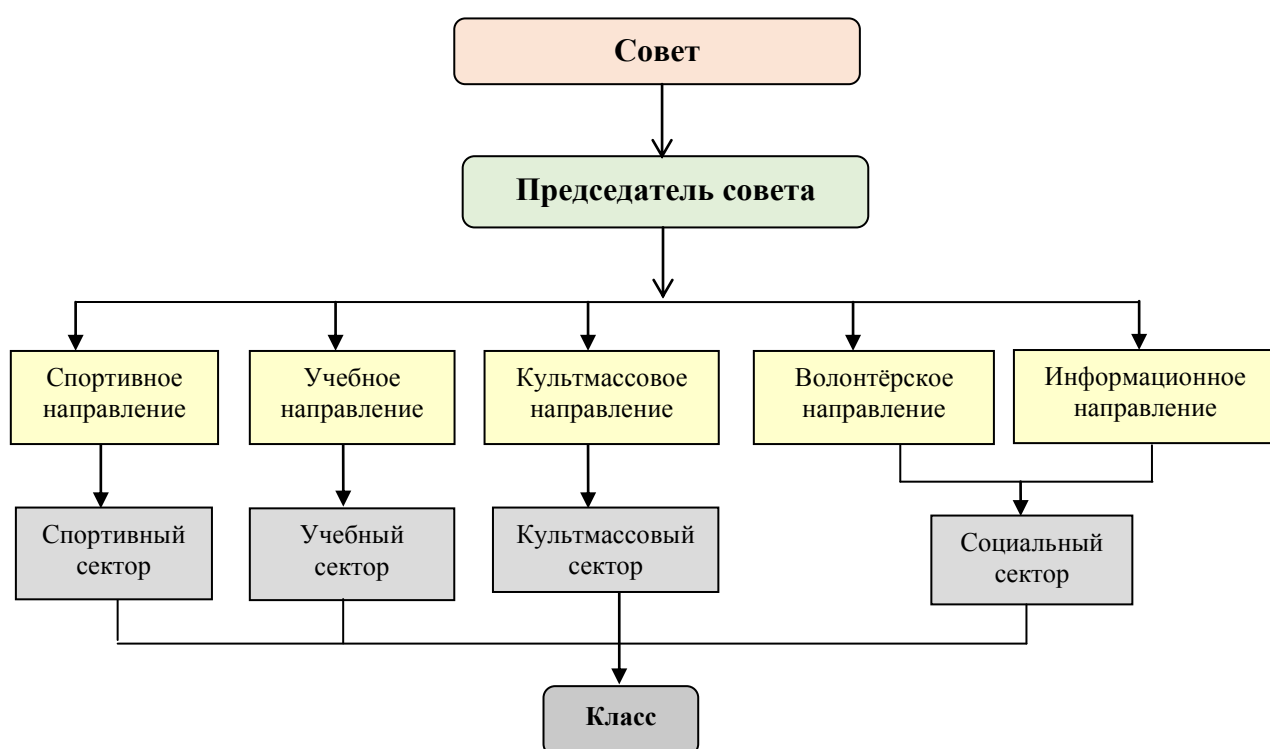 Совет
Председатель совета
Спортивное
направление
Учебное
направление
Культмассовое
направление
Волонтёрское
направление
Информационное
направление
Спортивный
сектор
Учебный
сектор
Культмассовый
сектор
Социальный
сектор
Класс